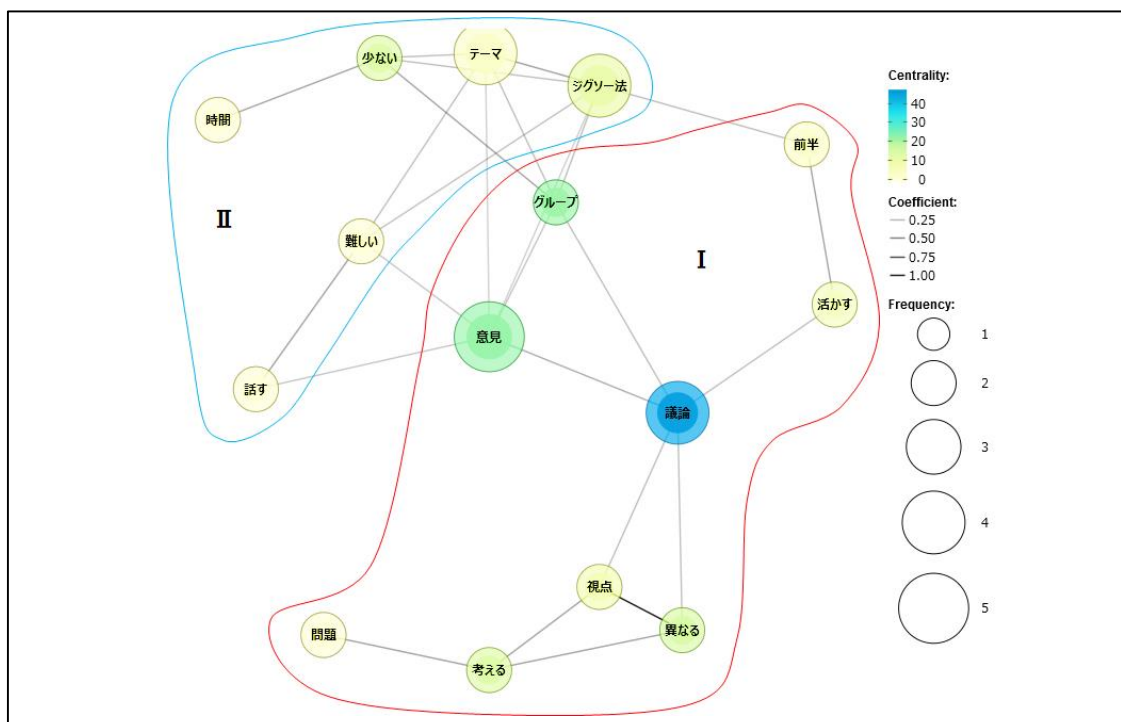 テーマ
少ない
ジグソー法
時間
前半
グループ
難しい
Ⅱ
Ⅰ
活かす
意見
話す
議論
視点
異なる
問題
考える
Centrality:
40
30
20
10
0
Coefficient:
0.25
0.50
0.75
1.00
Frequency:
1
2
3
4
5